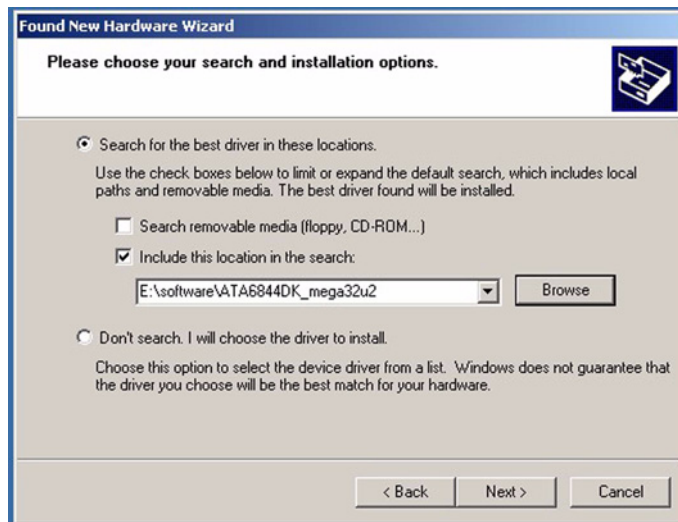 Found New Hardware Wizard
Please choose your search and installation options.
Search for the best driver in these locations.
Use the check boxes below to limit or expand the default search, which includes local
paths and removable media. The best driver found will be installed.
Search removable media (floppy, CD-ROM...)
Include this location in the search:
E:\software\ATA6844DK_mega32u2
Browse
Don't search. I will choose the driver to install.
Choose this option to select the device driver from a list. Windows does not guarantee that
the driver you choose will be the best match for your hardware.
< Back
Next >
Cancel